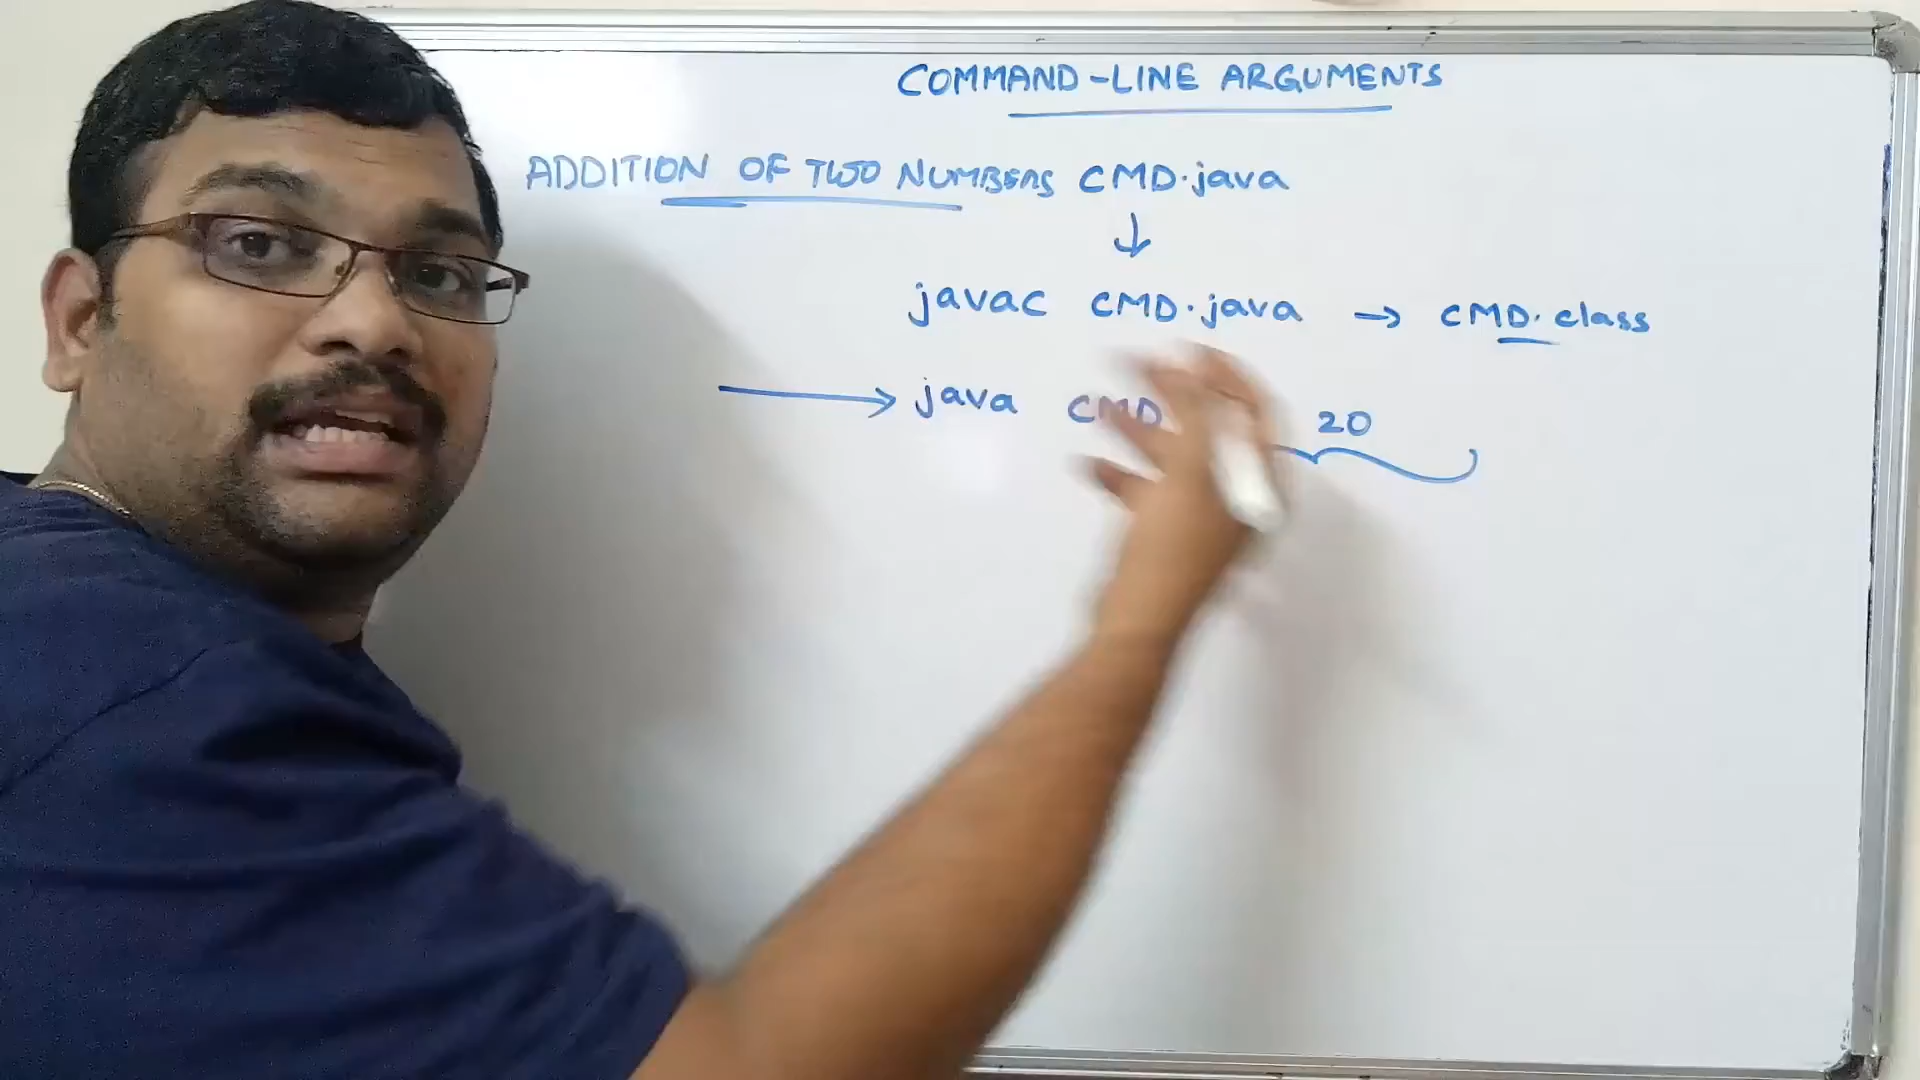 COMMAND-LINE ARGUMENTS
ADDITION OF TWO NUMBERS CMD.java
↓
javac CMD.java → CMD.class
→ java CMD 20